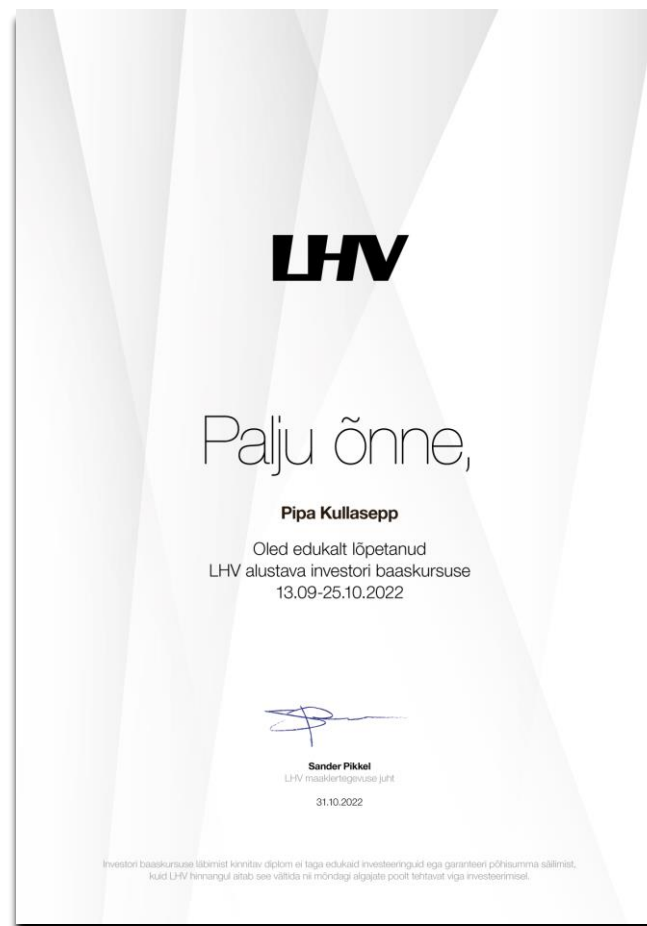 LHV
Palju õnne,
Pipa Kullasepp
Oled edukalt lõpetanud
LHV alustava investori baaskursuse
13.09-25.10.2022
Sander Pikkel
LHV maaklertegevuse juht
31.10.2022
Investori baaskursuse läbimist kinnitav diplom ei taga edukaid investeeringuid ega garanteeri põhisumma säilimist,
kuid LHV hinnangul aitab see vältida nii mõndagi algajate poolt tehtavat viga investeerimisel.